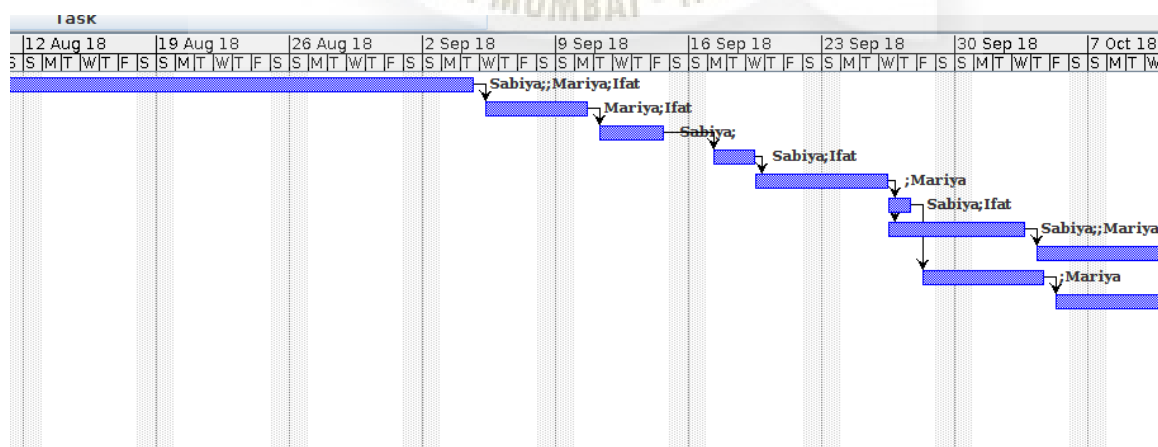 MUMBAI
Task
12 Aug 18 19 Aug 18 26 Aug 18 2 Sep 18 9 Sep 18 16 Sep 18 23 Sep 18 30 Sep 18 7 Oct 18
S S M T W T F S S M T W T F S S M T W T F S S M T W T F S S M T W T F S S M T W T F S S M T W T F S S M T W T F S S M T W
Sabiya;;Mariya;Ifat
Mariya;Ifat
Sabiya;
Sabiya;Ifat
;Mariya
Sabiya;Ifat
Sabiya;;Mariya
;Mariya